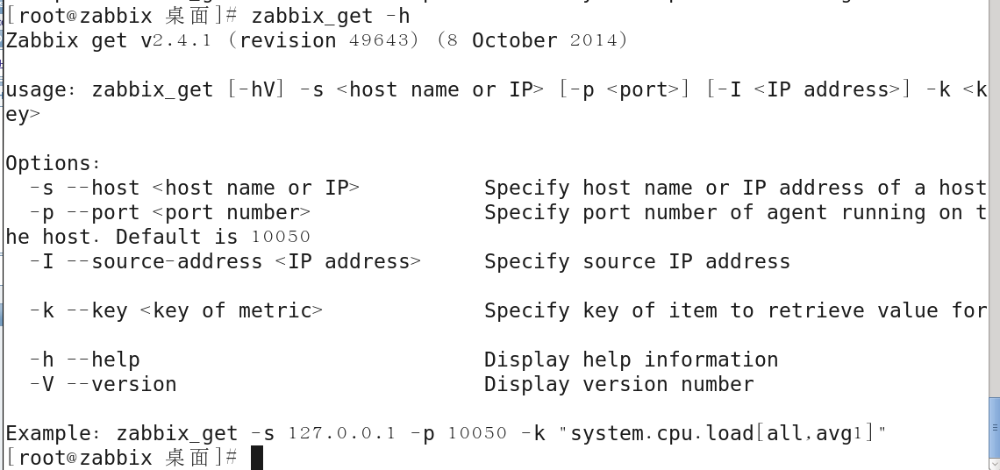 [root@zabbix 桌面]# zabbix_get -h
Zabbix get v2.4.1 (revision 49643) (8 October 2014)
usage: zabbix_get [-hV] -s <host name or IP> [-p <port>] [-I <IP address>] -k <k
ey>
Options:
  -s --host <host name or IP>          Specify host name or IP address of a host
  -p --port <port number>              Specify port number of agent running on t
he host. Default is 10050
  -I --source-address <IP address>     Specify source IP address
  -k --key <key of metric>             Specify key of item to retrieve value for
  -h --help                            Display help information
  -V --version                         Display version number
Example: zabbix_get -s 127.0.0.1 -p 10050 -k "system.cpu.load[all,avg1]"
[root@zabbix 桌面]#